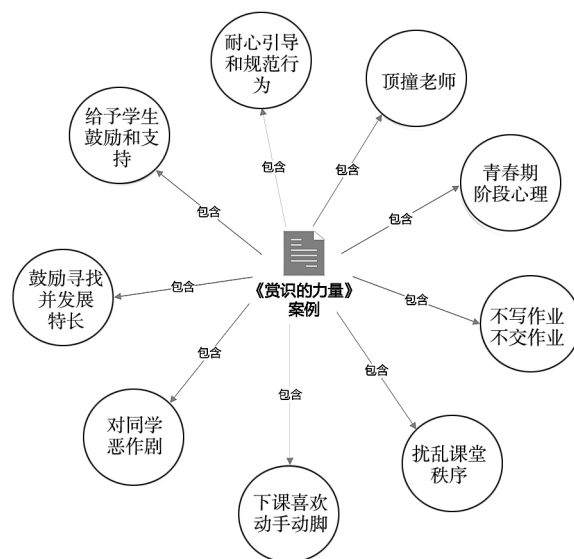 耐心引导
和规范行
为
顶撞老师
给予学生
鼓励和支
持
青春期
阶段心理
鼓励寻找
并发展
特长
不写作业
不交作业
对同学
恶作剧
扰乱课堂
秩序
下课喜欢
动手动脚
《赏识的力量》
案例
包含
包含
包含
包含
包含
包含
包含
包含
包含